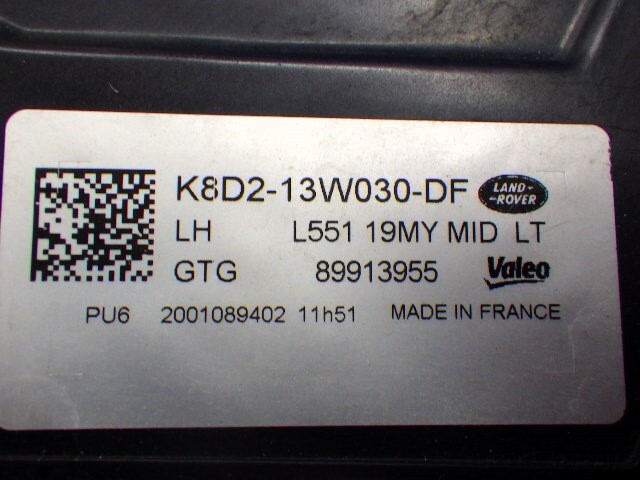 K8D2-13W030-DF LAND-
-ROVER
LH L551 19MY MID LT
GTG 89913955 Valeo
PU6 2001089402 11h51 MADE IN FRANCE